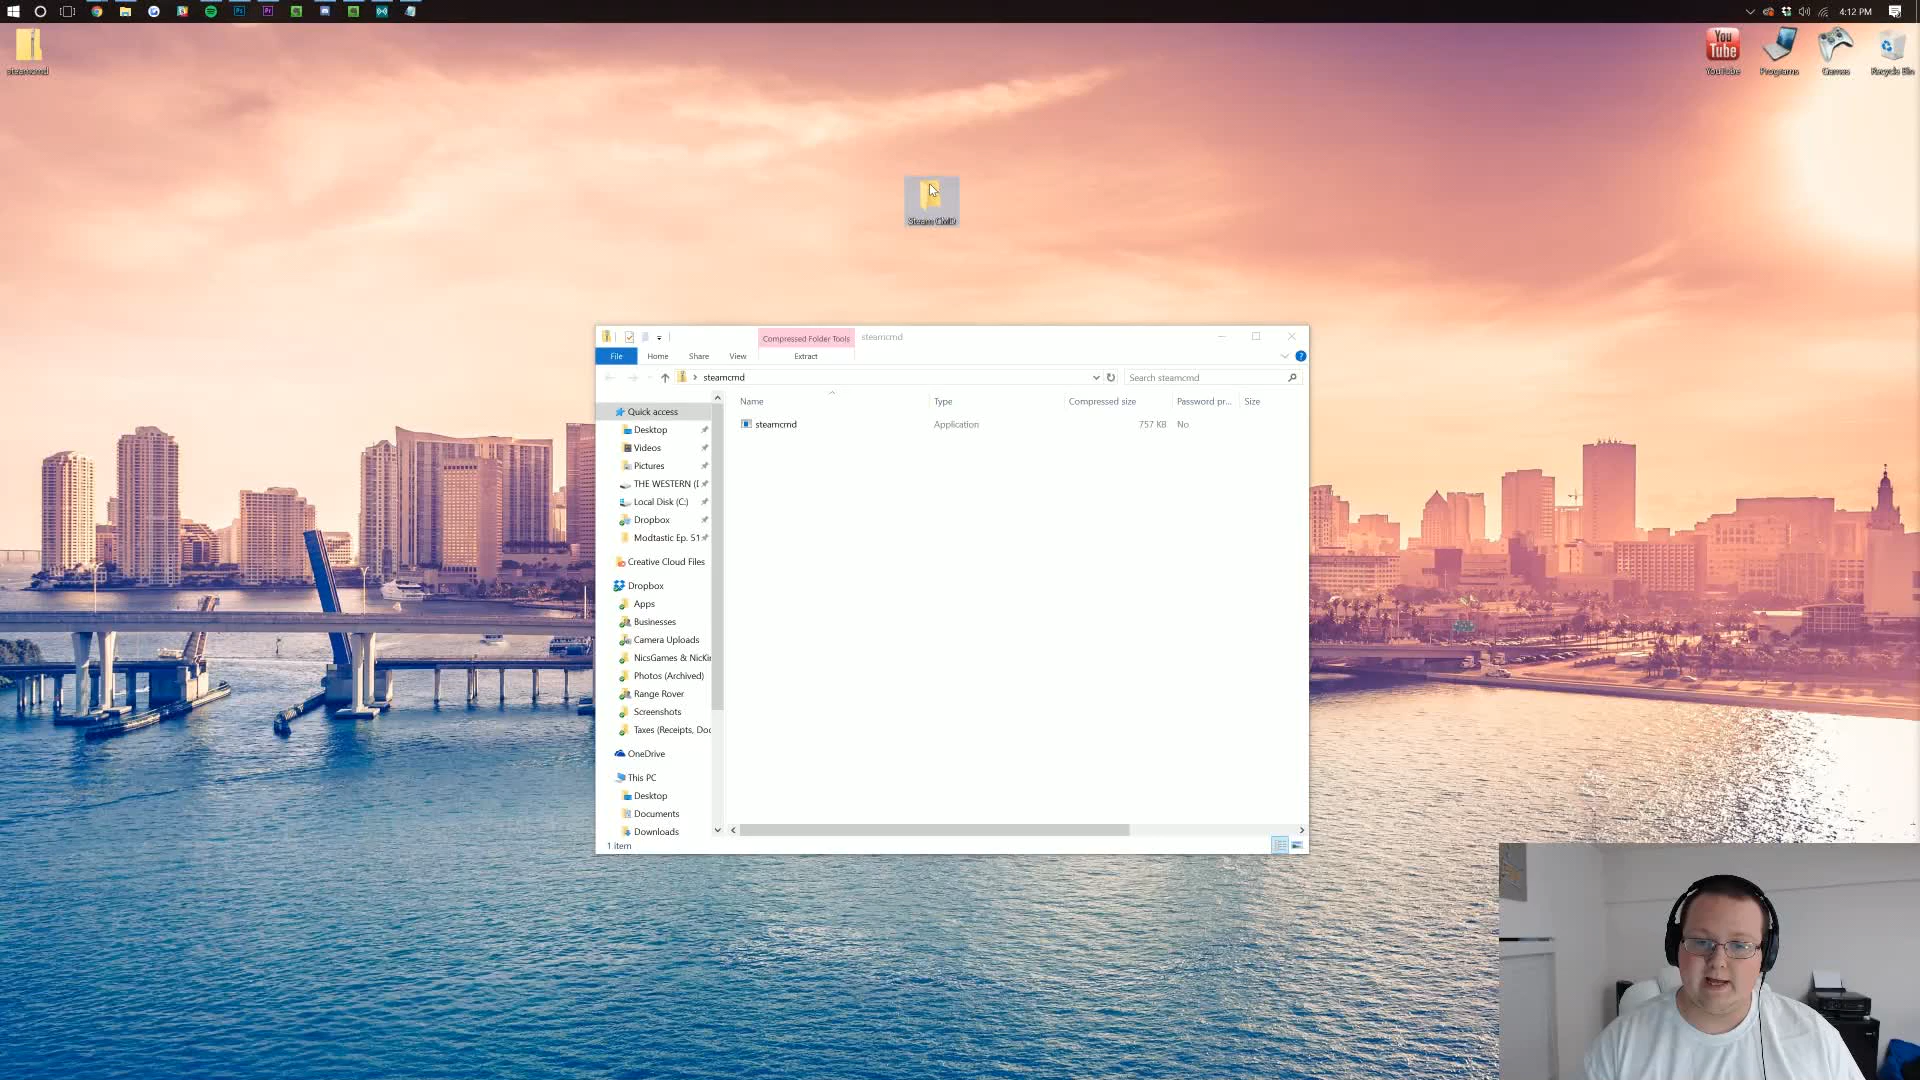 4:12 PM
steamcmd
You
Tube
YouTube
Programs
Games
Recycle Bin
Steam CMD
Compressed Folder Tools
steamcmd
File
Home
Share
View
Extract
steamcmd
Search steamcmd
Name
Type
Compressed size
Password pr...
Size
steamcmd
Application
757 KB
No
Quick access
Desktop
Videos
Pictures
THE WESTERN (I
Local Disk (C:)
Dropbox
Modtastic Ep. 51
Creative Cloud Files
Dropbox
Apps
Businesses
Camera Uploads
NicsGames & NicKi
Photos (Archived)
Range Rover
Screenshots
Taxes (Receipts, Doc
OneDrive
This PC
Desktop
Documents
Downloads
1 item